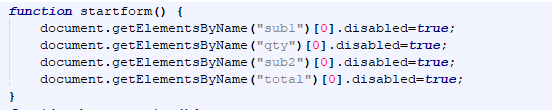 function startform() {
document.getElementsByName("sub1")[0].disabled=true;
document.getElementsByName("qty")[0].disabled=true;
document.getElementsByName("sub2")[0].disabled=true;
document.getElementsByName("total")[0].disabled=true;
}